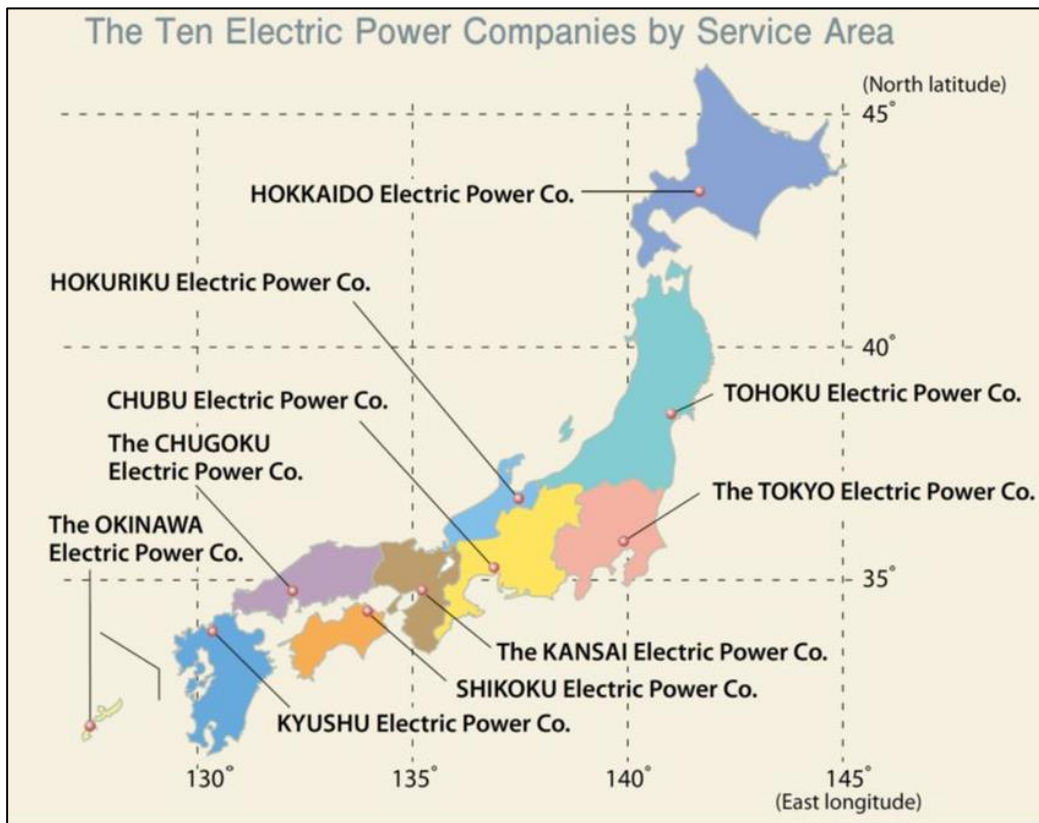 The Ten Electric Power Companies by Service Area
(North latitude)
45°
HOKKAIDO Electric Power Co.
HOKURIKU Electric Power Co.
40°
CHUBU Electric Power Co.
TOHOKU Electric Power Co.
The CHUGOKU
Electric Power Co.
The TOKYO Electric Power Co.
The OKINAWA
Electric Power Co.
35°
The KANSAI Electric Power Co.
SHIKOKU Electric Power Co.
KYUSHU Electric Power Co.
130°
135°
140°
145°
(East longitude)